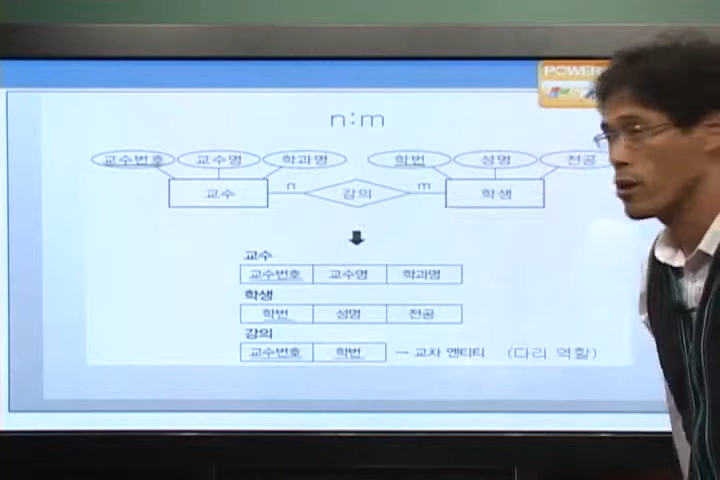 POWER
n:m
교수번호 교수명 학과명 학번 성명 전공
교수 n 강의 m 학생
교수
교수번호 교수명 학과명
학생
학번 성명 전공
강의
교수번호 학번 → 교차 엔티티 (다리 역할)